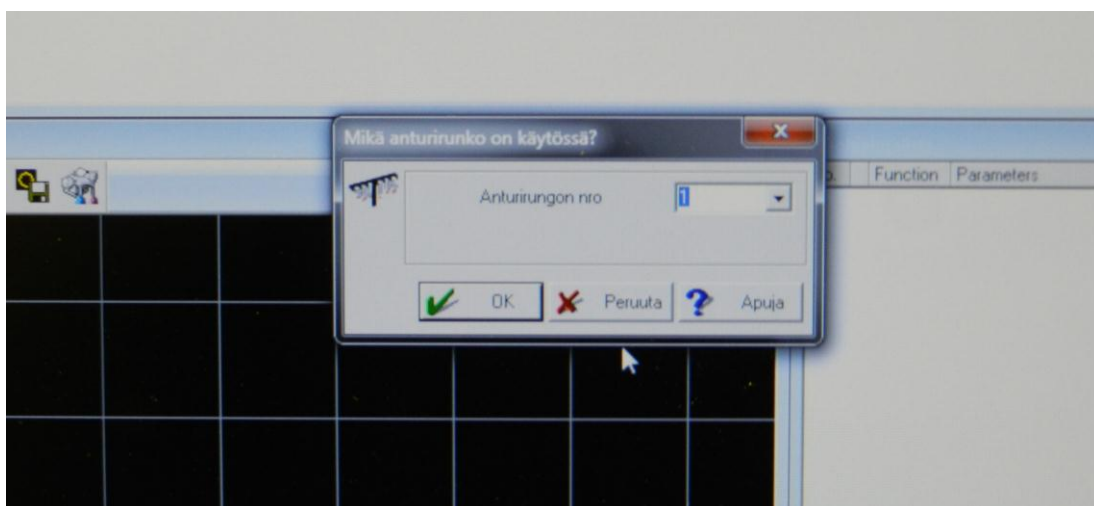 Mikä anturirunko on käytössä?
Function Parameters
Anturirungon nro 1
OK Peruuta Apuja